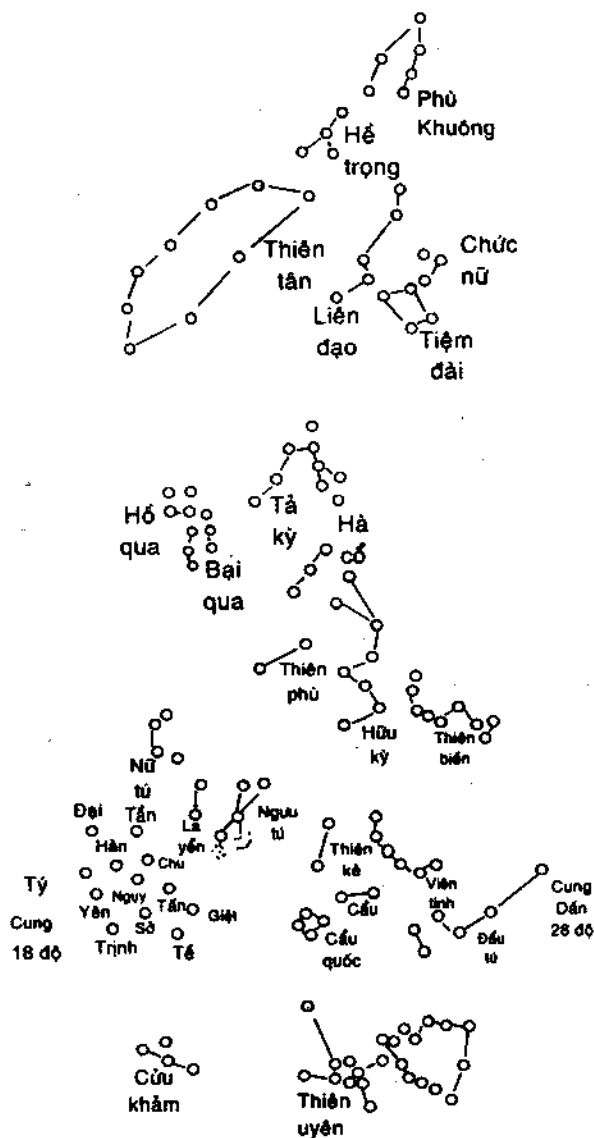 Phù
Khuông
Hề
trọng
Thiên
tân
Chức
nữ
Liên
đạo
Tiệm
đài
Tả
kỳ
Hồ
qua
Hà
cổ
Bại
qua
Thiên
phù
Hữu
kỳ
Thiên
biền
Nữ
tú
Đại
Tần
La
yển
Ngưu
tú
Hàn
Chu
Thiên
kê
Tý
Cung
18 độ
Yên
Ngụy
Tấn
Giệt
Trịnh
Sở
Tề
Cẩu
Cẩu
quốc
Viên
tinh
Đẩu
tú
Cung
Dần
28 độ
Cửu
khảm
Thiên
uyên